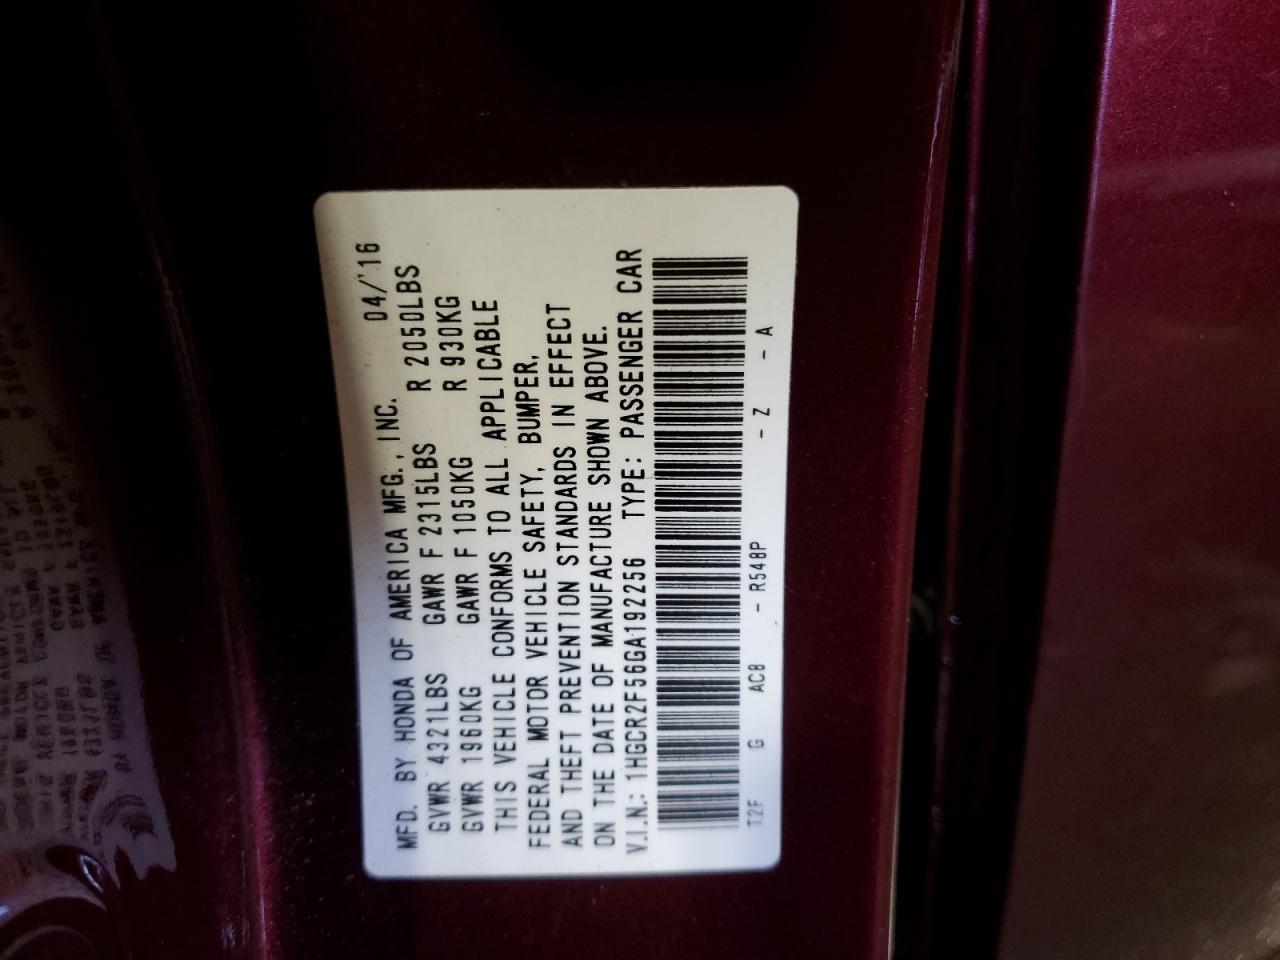 MFD. BY HONDA OF AMERICA MFG., INC. 04/'16
GVWR 4321LBS GAWR F 2315LBS R 2050LBS
GVWR 1960KG GAWR F 1050KG R 930KG
THIS VEHICLE CONFORMS TO ALL APPLICABLE
FEDERAL MOTOR VEHICLE SAFETY, BUMPER,
AND THEFT PREVENTION STANDARDS IN EFFECT
ON THE DATE OF MANUFACTURE SHOWN ABOVE.
V.I.N.: 1HGCR2F56GA192256 TYPE: PASSENGER CAR
T2F G AC8 - R548P - Z - A